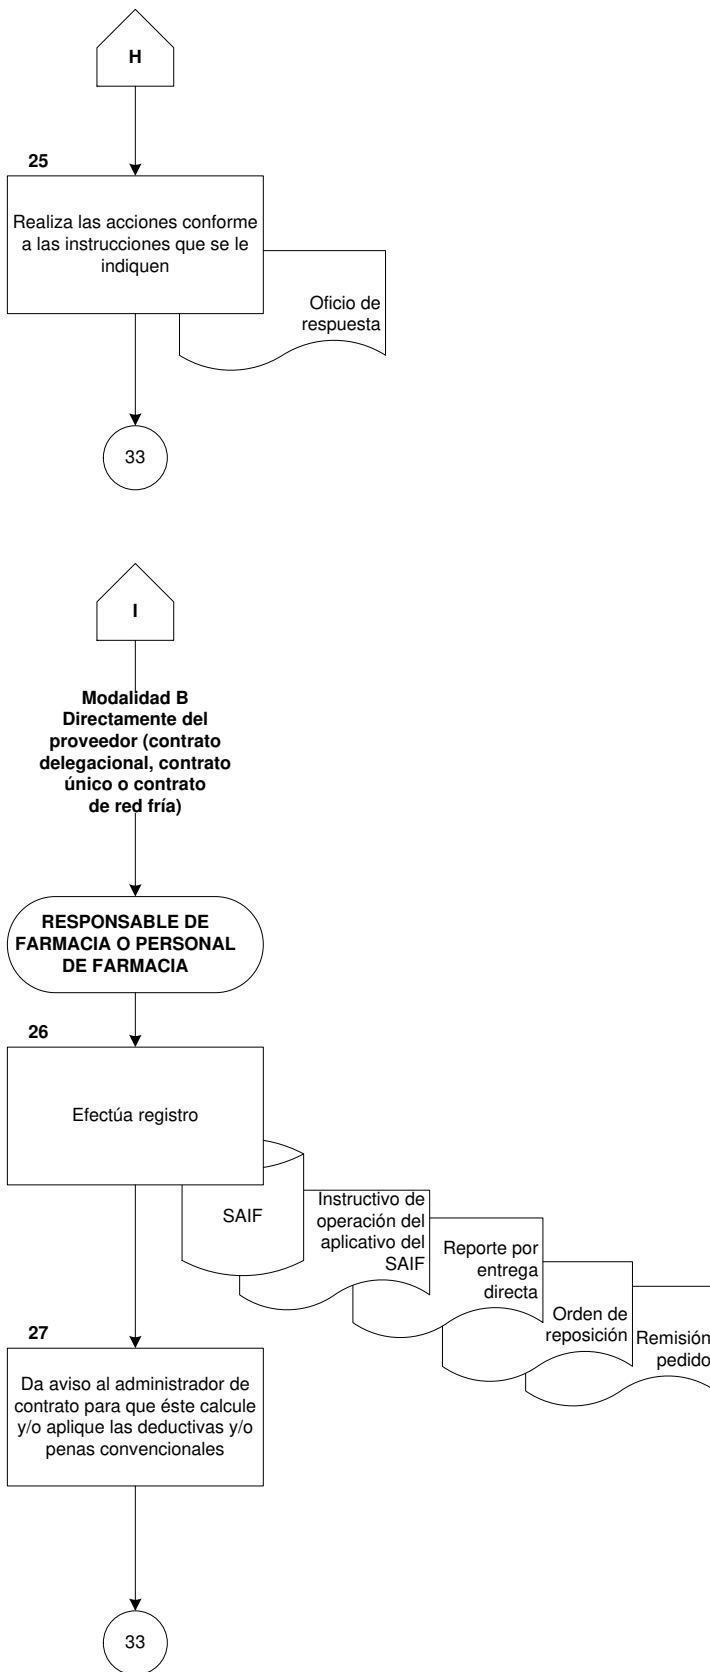 H
25
Realiza las acciones conforme
a las instrucciones que se le
indiquen
Oficio de
respuesta
33
I
Modalidad B
Directamente del
proveedor (contrato
delegacional, contrato
único o contrato
de red fría)
RESPONSABLE DE
FARMACIA O PERSONAL
DE FARMACIA
26
Efectúa registro
SAIF
Instructivo de
operación del
aplicativo del
SAIF
Reporte por
entrega
directa
Orden de
reposición
Remisión
pedido
27
Da aviso al administrador de
contrato para que éste calcule
y/o aplique las deductivas y/o
penas convencionales
33